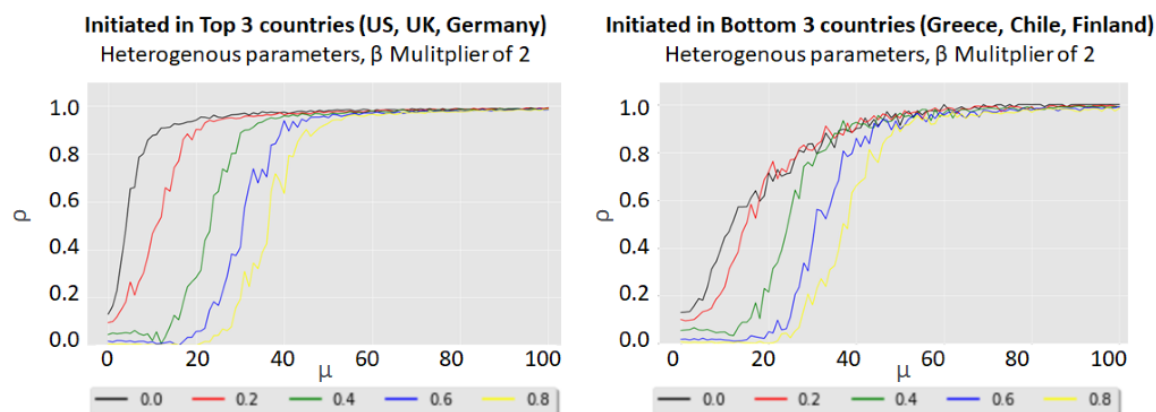 Initiated in Top 3 countries (US, UK, Germany)
Heterogenous parameters, β Mulitplier of 2
1.0
0.8
0.6
0.4
0.2
0.0
ρ
0 20 40 60 80 100
μ
0.0 0.2 0.4 0.6 0.8
Initiated in Bottom 3 countries (Greece, Chile, Finland)
Heterogenous parameters, β Mulitplier of 2
1.0
0.8
0.6
0.4
0.2
0.0
ρ
0 20 40 60 80 100
μ
0.0 0.2 0.4 0.6 0.8